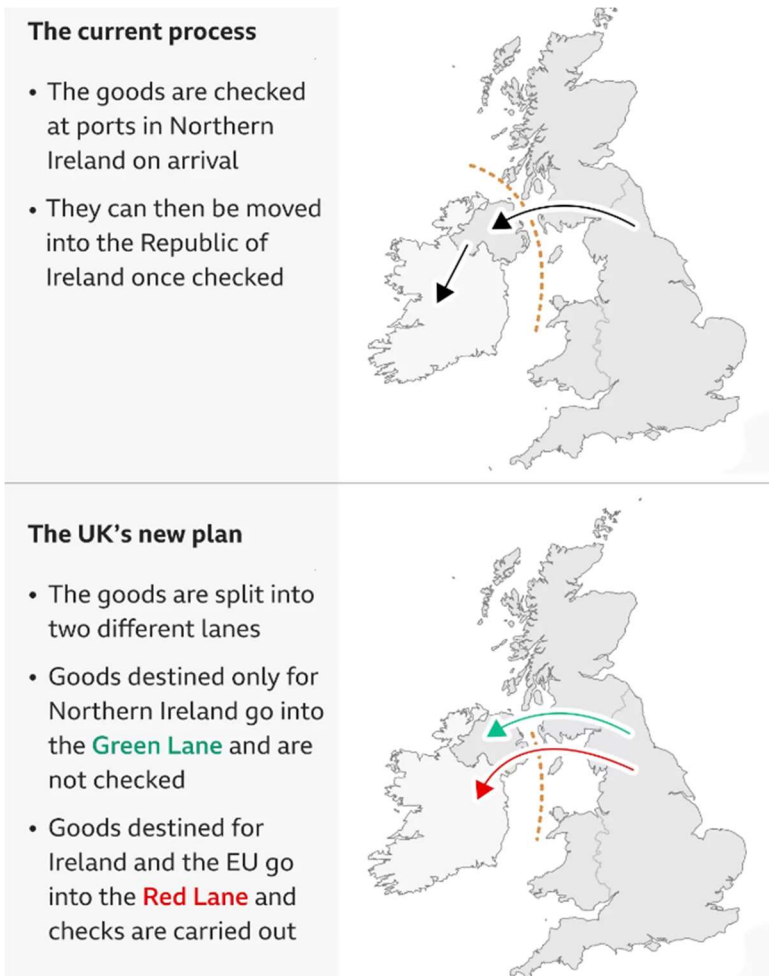 The current process
• The goods are checked
at ports in Northern
Ireland on arrival
• They can then be moved
into the Republic of
Ireland once checked
The UK’s new plan
• The goods are split into
two different lanes
• Goods destined only for
Northern Ireland go into
the Green Lane and are
not checked
• Goods destined for
Ireland and the EU go
into the Red Lane and
checks are carried out